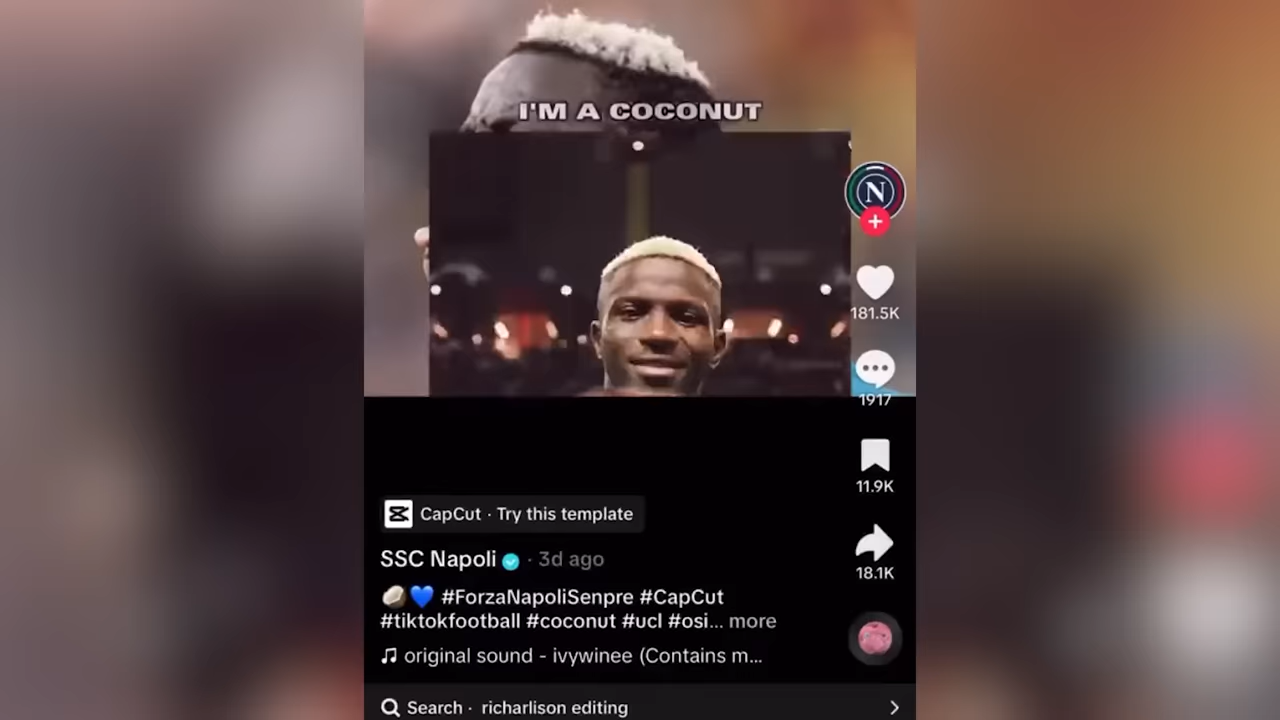 I'M A COCONUT
N
181.5K
1917
11.9K
18.1K
CapCut · Try this template
SSC Napoli · 3d ago
🥥💙 #ForzaNapoliSenpre #CapCut
#tiktokfootball #coconut #ucl #osi... more
original sound - ivywinee (Contains m...
Search · richarlison editing